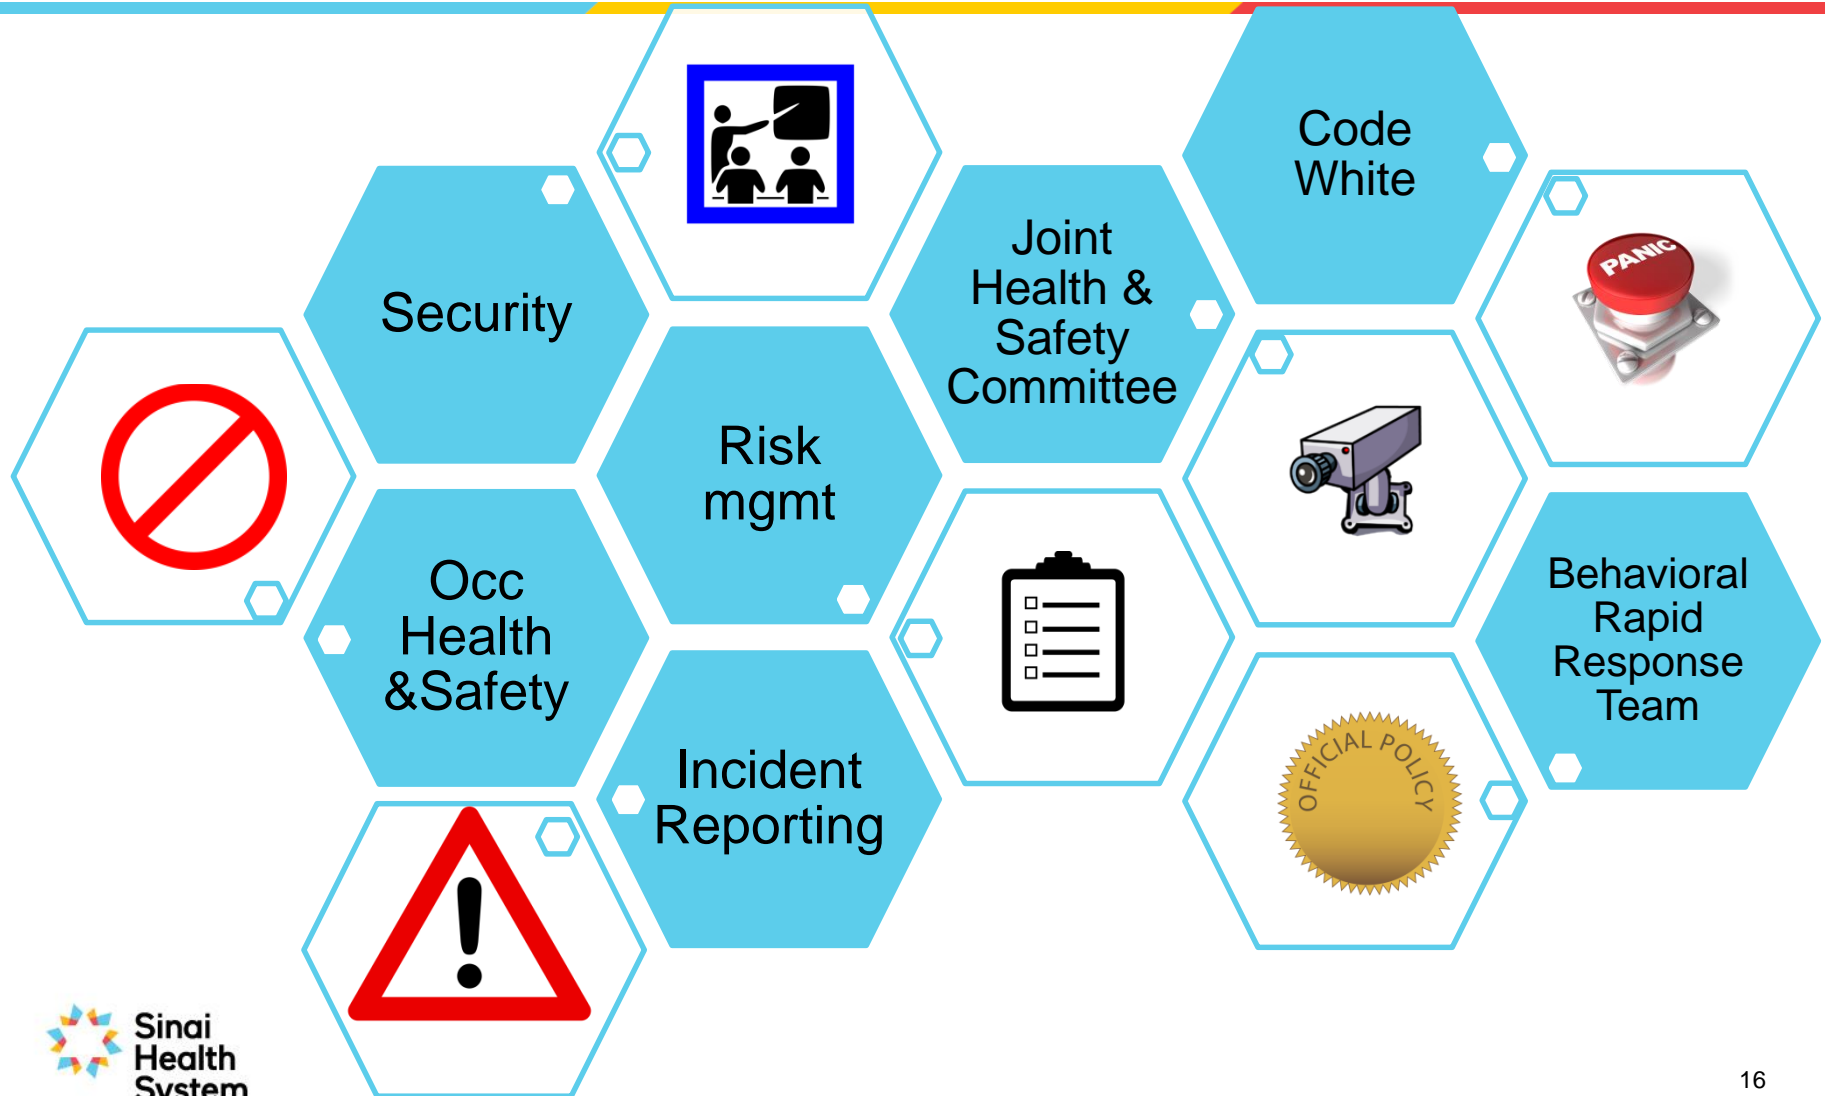 Code
White
PANIC
Joint
Health &
Safety
Committee
Security
Risk
mgmt
Occ
Health
&Safety
Behavioral
Rapid
Response
Team
Incident
Reporting
OFFICIAL POLICY
Sinai
Health
System
16